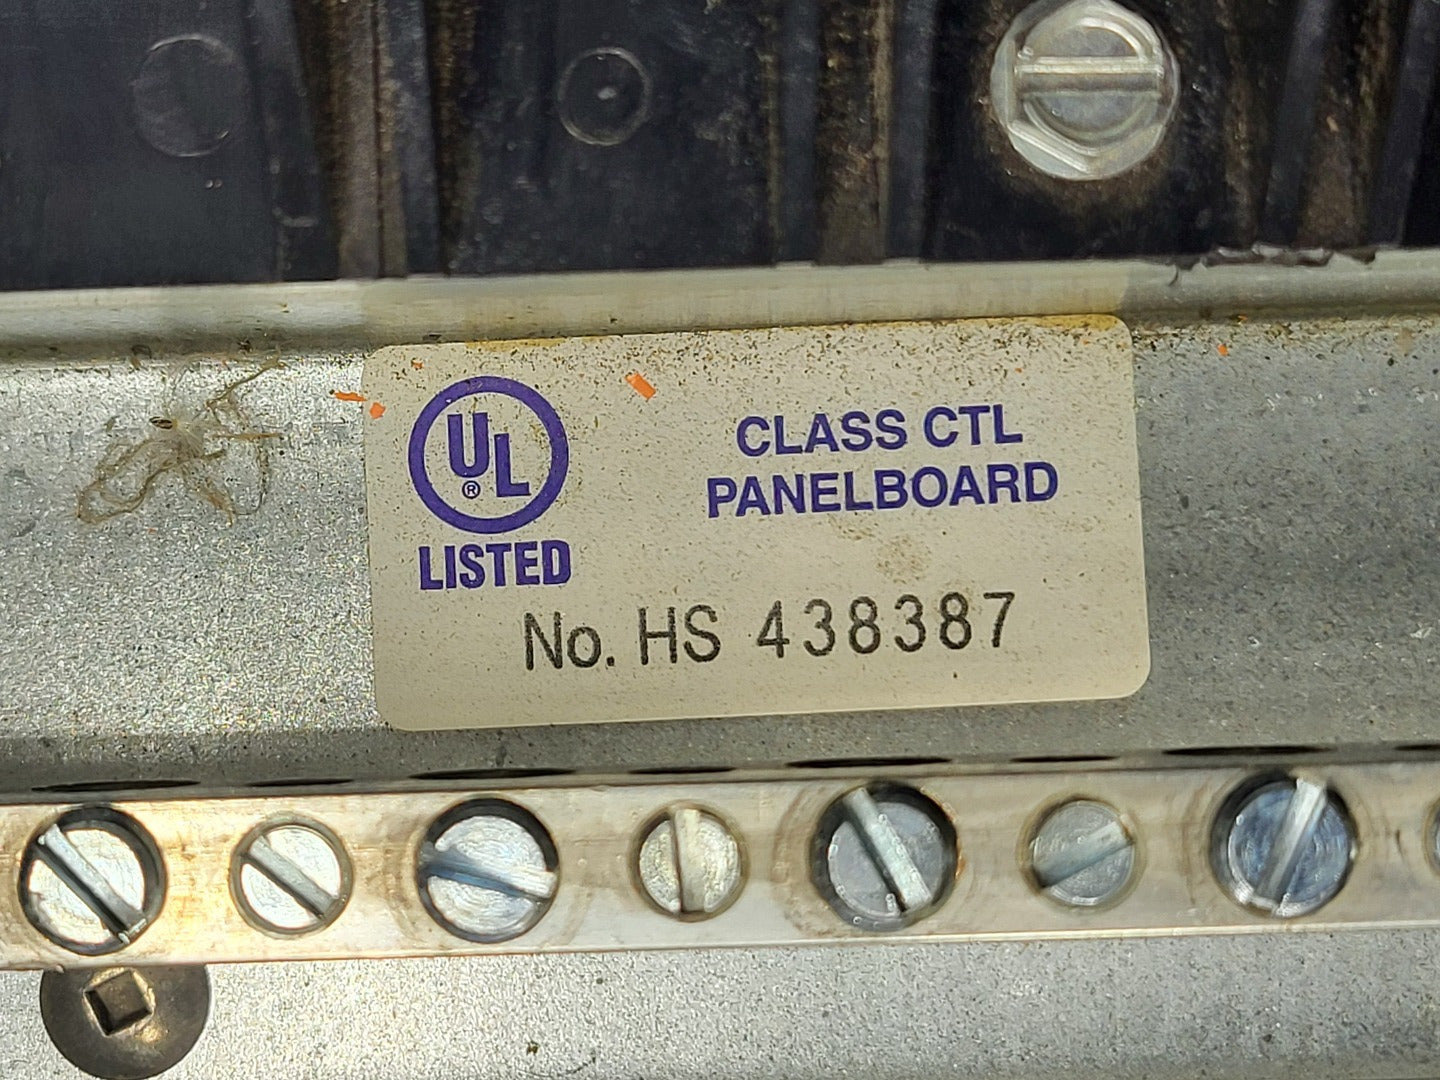 UL
®
LISTED
CLASS CTL
PANELBOARD
No. HS 438387